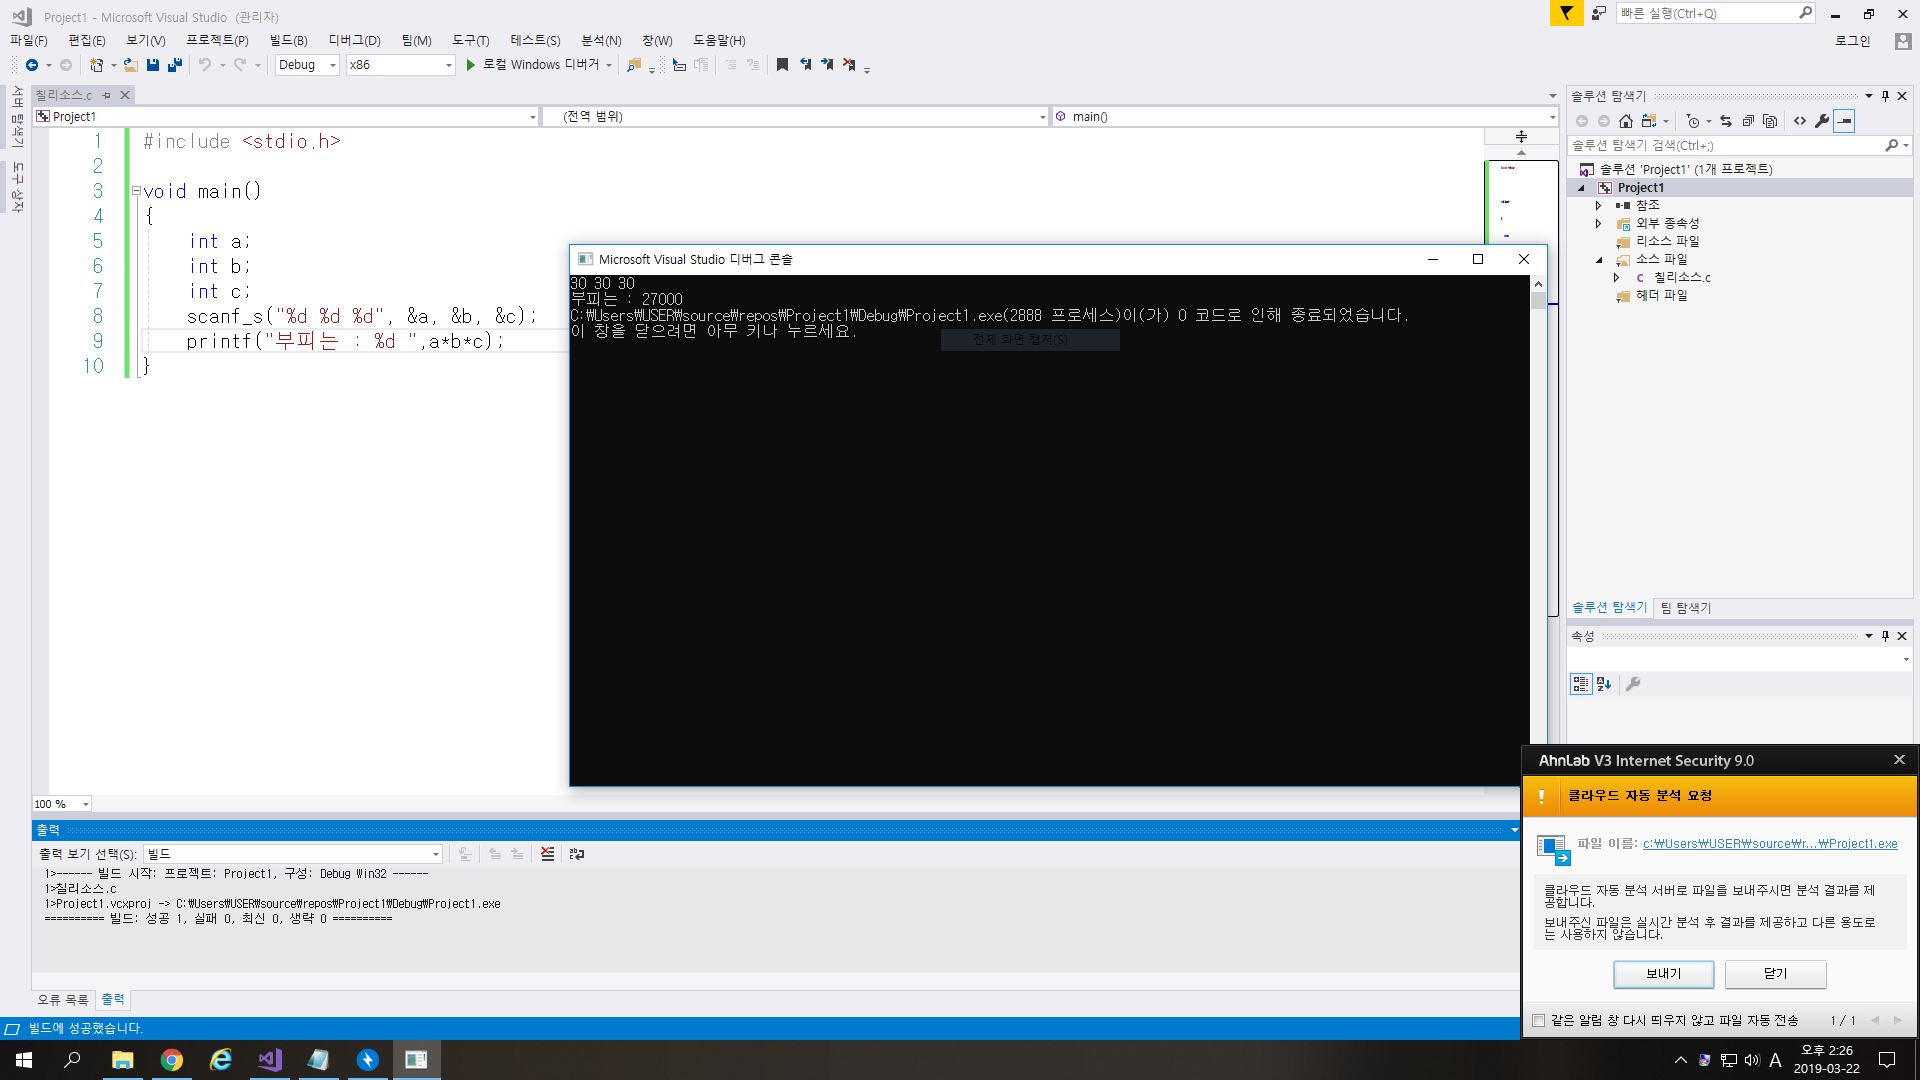 Project1 - Microsoft Visual Studio (관리자)
빠른 실행(Ctrl+Q)
파일(F) 편집(E) 보기(V) 프로젝트(P) 빌드(B) 디버그(D) 팀(M) 도구(T) 테스트(S) 분석(N) 창(W) 도움말(H)
로그인
Debug x86 로컬 Windows 디버거
서버 탐색기
도구 상자
칠리소스.c
Project1 (전역 범위) main()
1 #include <stdio.h>
2
3 void main()
4 {
5 int a;
6 int b;
7 int c;
8 scanf_s("%d %d %d", &a, &b, &c);
9 printf("부피는 : %d ",a*b*c);
10 }
100 %
Microsoft Visual Studio 디버그 콘솔
30 30 30
부피는 : 27000
C:₩Users₩USER₩source₩repos₩Project1₩Debug₩Project1.exe(2888 프로세스)이(가) 0 코드로 인해 종료되었습니다.
이 창을 닫으려면 아무 키나 누르세요.
전체 화면 캡처(S)
솔루션 탐색기
솔루션 탐색기 검색(Ctrl+;)
솔루션 'Project1' (1개 프로젝트)
Project1
참조
외부 종속성
리소스 파일
소스 파일
칠리소스.c
헤더 파일
솔루션 탐색기 팀 탐색기
속성
출력
출력 보기 선택(S): 빌드
1>------ 빌드 시작: 프로젝트: Project1, 구성: Debug Win32 ------
1>칠리소스.c
1>Project1.vcxproj -> C:₩Users₩USER₩source₩repos₩Project1₩Debug₩Project1.exe
========== 빌드: 성공 1, 실패 0, 최신 0, 생략 0 ==========
오류 목록 출력
빌드에 성공했습니다.
AhnLab V3 Internet Security 9.0
클라우드 자동 분석 요청
파일 이름: c:₩Users₩USER₩source₩r...₩Project1.exe
클라우드 자동 분석 서버로 파일을 보내주시면 분석 결과를 제
공합니다.
보내주신 파일은 실시간 분석 후 결과를 제공하고 다른 용도로
는 사용하지 않습니다.
보내기 닫기
같은 알림 창 다시 띄우지 않고 파일 자동 전송 1 / 1
A
오후 2:26
2019-03-22